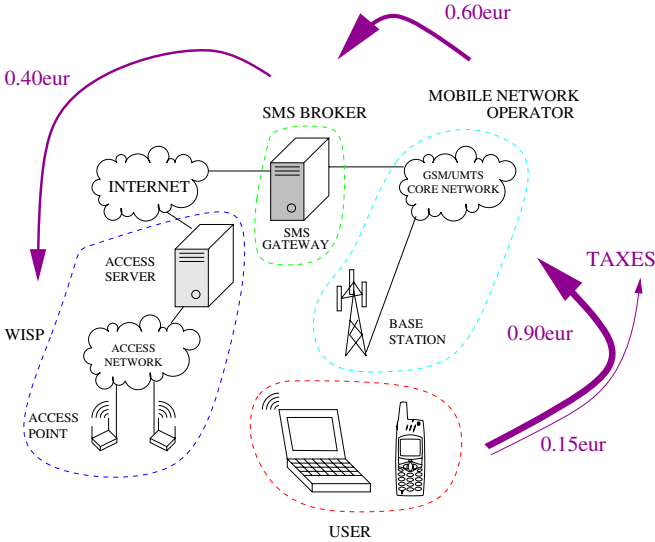 0.60eur
0.40eur
SMS BROKER
MOBILE NETWORK
OPERATOR
INTERNET
GSM/UMTS
CORE NETWORK
SMS
GATEWAY
ACCESS
SERVER
TAXES
WISP
BASE
STATION
0.90eur
ACCESS
NETWORK
ACCESS
POINT
0.15eur
USER